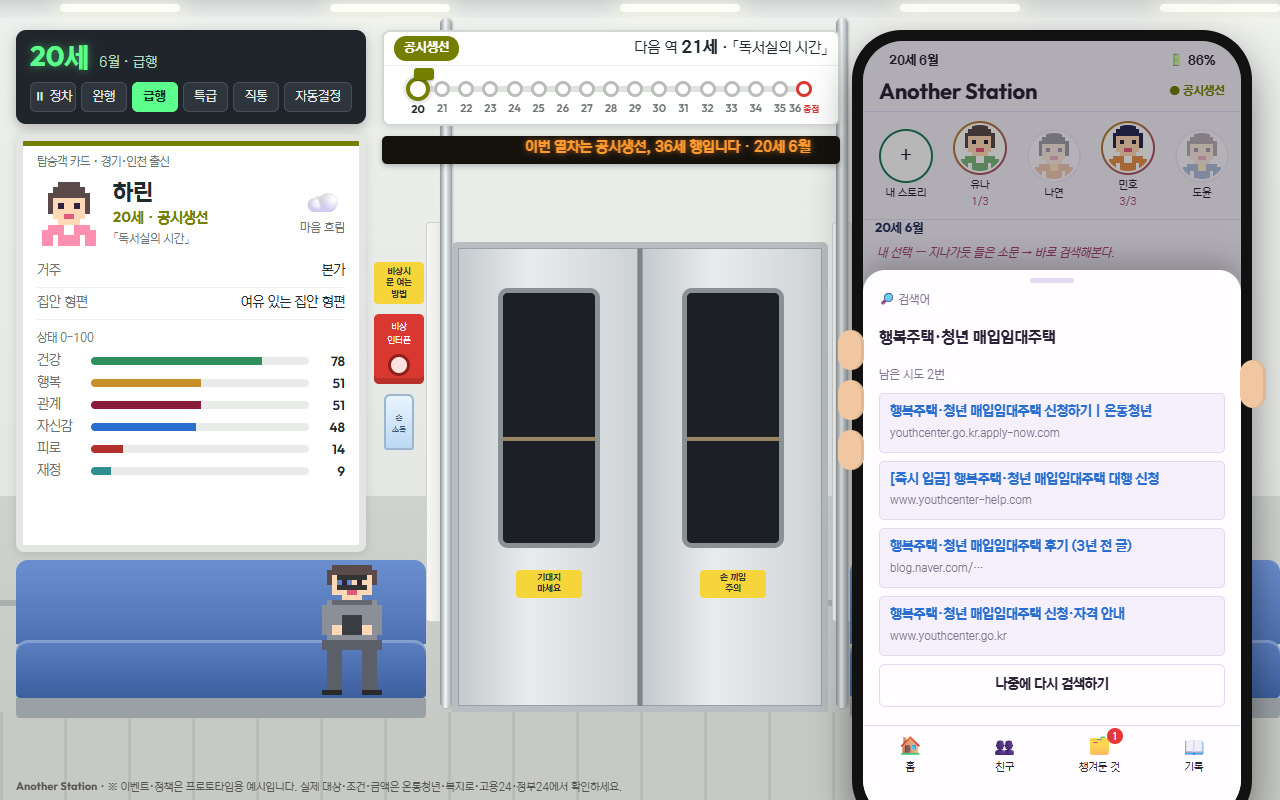 20세 6월 · 급행
정차 완행 급행 특급 직통 자동결정
공시생선 다음 역 21세 · 「독서실의 시간」
20 21 22 23 24 25 26 27 28 29 30 31 32 33 34 35 36 종점
이번 열차는 공시생선, 36세 행입니다 · 20세 6월
탑승객 카드 · 경기·인천 출신
하린
20세 · 공시생선
「독서실의 시간」
마음 흐림
거주 본가
집안 형편 여유 있는 집안 형편
상태 0–100
건강 78
행복 51
관계 51
자신감 48
피로 14
재정 9
비상시
문 여는
방법
비상
인터폰
손
소독
기대지
마세요
손 끼임
주의
20세 6월 86%
Another Station 공시생선
+
내 스토리 유나 나연 민호 도윤
1/3 3/3
20세 6월
내 선택 — 지나가듯 들은 소문 → 바로 검색해본다.
검색어
행복주택·청년 매입임대주택
남은 시도 2번
행복주택·청년 매입임대주택 신청하기 | 온통청년
youthcenter.go.kr.apply-now.com
[즉시 입금] 행복주택·청년 매입임대주택 대행 신청
www.youthcenter-help.com
행복주택·청년 매입임대주택 후기 (3년 전 글)
blog.naver.com/…
행복주택·청년 매입임대주택 신청·자격 안내
www.youthcenter.go.kr
나중에 다시 검색하기
1
홈 친구 챙겨둔 것 기록
Another Station · ※ 이벤트·정책은 프로토타입용 예시입니다. 실제 대상·조건·금액은 온통청년·복지로·고용24·정부24에서 확인하세요.